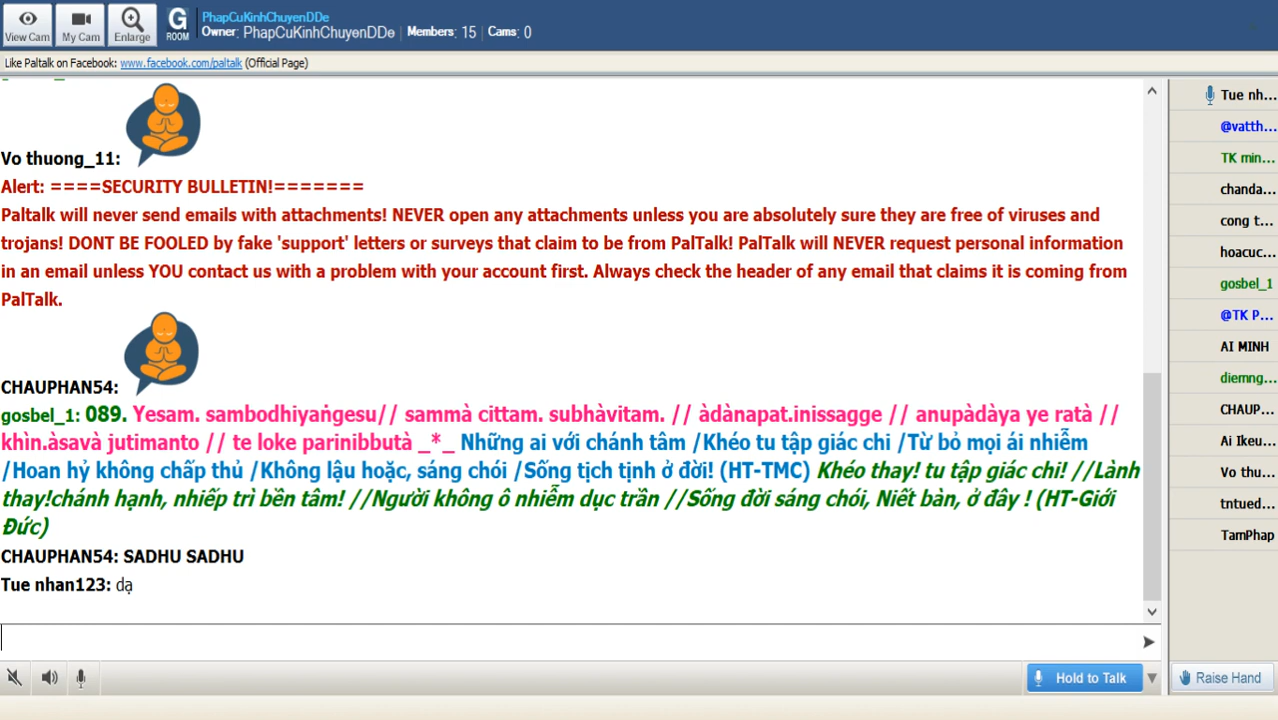 PhapCuKinhChuyenDDe
View Cam My Cam Enlarge G ROOM Owner: PhapCuKinhChuyenDDe | Members: 15 | Cams: 0
Like Paltalk on Facebook: www.facebook.com/paltalk (Official Page)
Vo thuong_11:
Alert: ====SECURITY BULLETIN!=======
Paltalk will never send emails with attachments! NEVER open any attachments unless you are absolutely sure they are free of viruses and
trojans! DONT BE FOOLED by fake 'support' letters or surveys that claim to be from PalTalk! PalTalk will NEVER request personal information
in an email unless YOU contact us with a problem with your account first. Always check the header of any email that claims it is coming from
PalTalk.
CHAUPHAN54:
gosbel_1: 089. Yesam. sambodhiyaṅgesu// sammà cittam. subhàvitam. // àdànapat.inissagge // anupàdàya ye ratà //
khìn.àsavà jutimanto // te loke parinibbutà _*_ Những ai với chánh tâm /Khéo tu tập giác chi /Từ bỏ mọi ái nhiễm
/Hoan hỷ không chấp thủ /Không lậu hoặc, sáng chói /Sống tịch tịnh ở đời! (HT-TMC) Khéo thay! tu tập giác chi! //Lành
thay!chánh hạnh, nhiếp trì bền tâm! //Người không ô nhiễm dục trần //Sống đời sáng chói, Niết bàn, ở đây ! (HT-Giới
Đức)
CHAUPHAN54: SADHU SADHU
Tue nhan123: dạ
Tue nh...
@vatth...
TK min...
chanda...
cong t...
hoacuc...
gosbel_1
@TK P...
AI MINH
diemng...
CHAUP...
Ai Ikeu...
Vo thu...
tntued...
TamPhap
Hold to Talk
Raise Hand